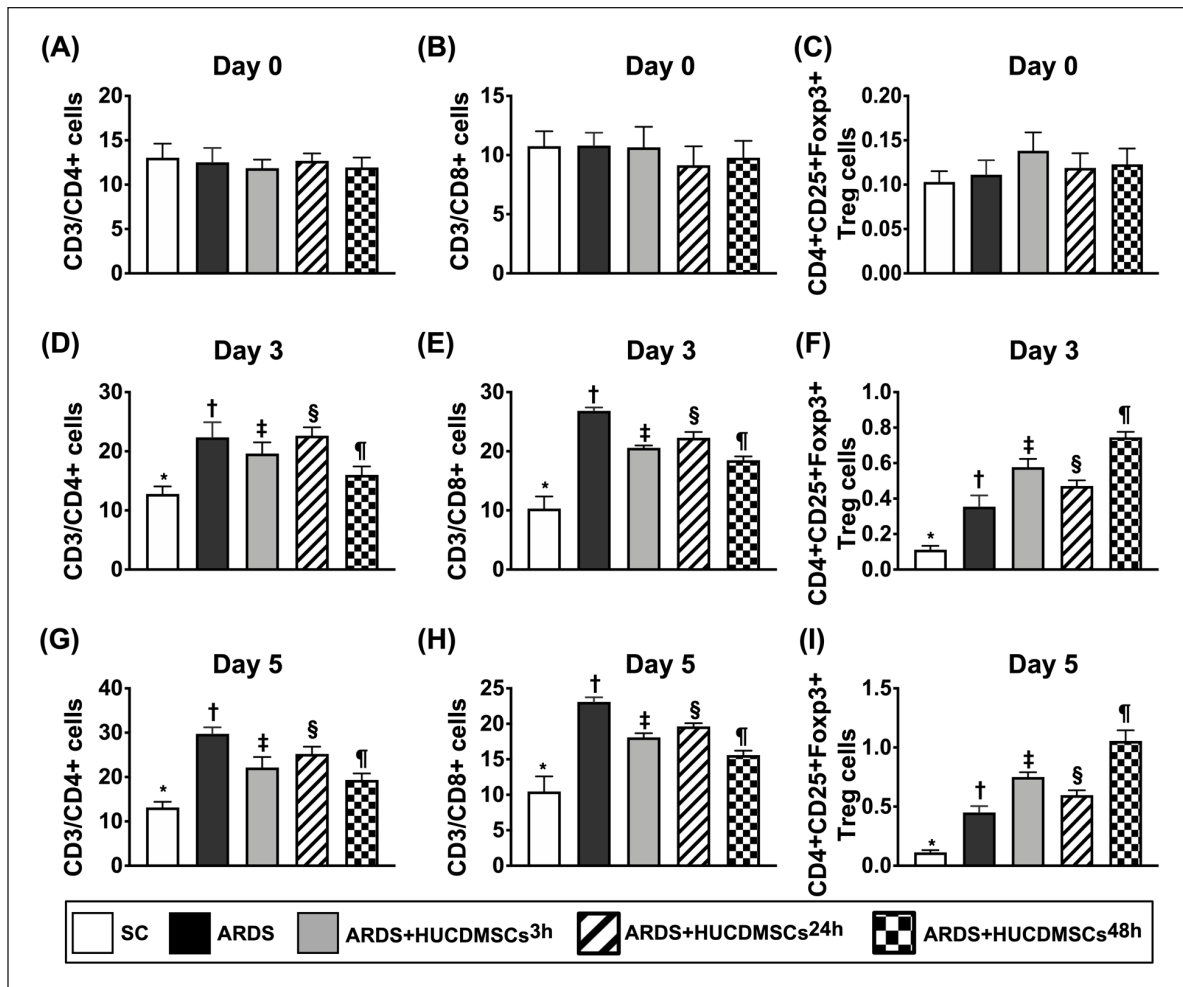 (A)
Day 0
CD3/CD4+ cells
20
15
10
5
0
(B)
Day 0
CD3/CD8+ cells
15
10
5
0
(C)
Day 0
CD4+CD25+Foxp3+
Treg cells
0.20
0.15
0.10
0.05
0.00
(D)
Day 3
CD3/CD4+ cells
30
20
10
0
*
†
‡
§
¶
(E)
Day 3
CD3/CD8+ cells
30
20
10
0
*
†
‡
§
¶
(F)
Day 3
CD4+CD25+Foxp3+
Treg cells
1.0
0.8
0.6
0.4
0.2
0.0
*
†
‡
§
¶
(G)
Day 5
CD3/CD4+ cells
40
30
20
10
0
*
†
‡
§
¶
(H)
Day 5
CD3/CD8+ cells
25
20
15
10
5
0
*
†
‡
§
¶
(I)
Day 5
CD4+CD25+Foxp3+
Treg cells
1.5
1.0
0.5
0.0
*
†
‡
§
¶
SC ARDS ARDS+HUCDMSCs3h ARDS+HUCDMSCs24h ARDS+HUCDMSCs48h